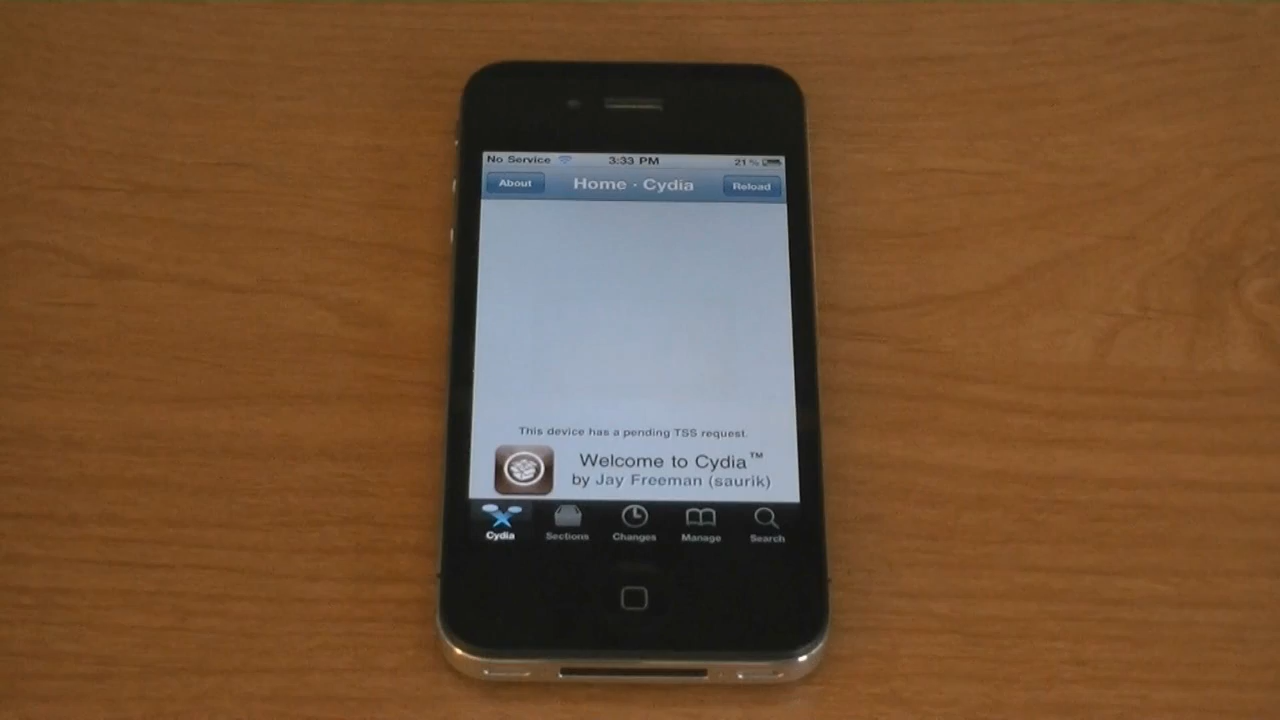 No Service 3:33 PM 21%
About Home · Cydia Reload
This device has a pending TSS request.
Welcome to Cydia™
by Jay Freeman (saurik)
Cydia Sections Changes Manage Search